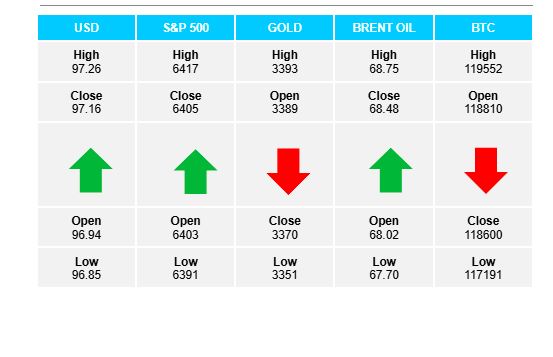 USD S&P 500 GOLD BRENT OIL BTC
High High High High High
97.26 6417 3393 68.75 119552
Close Close Open Close Open
97.16 6405 3389 68.48 118810
Open Open Close Open Close
96.94 6403 3370 68.02 118600
Low Low Low Low Low
96.85 6391 3351 67.70 117191